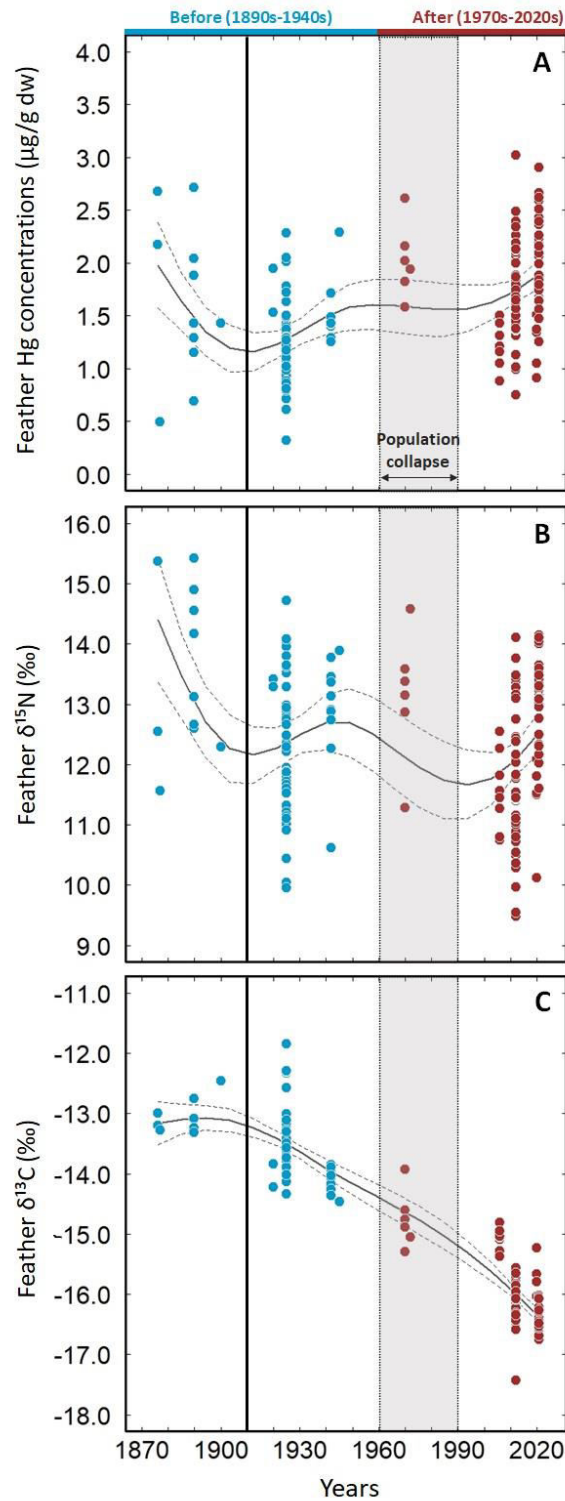 Before (1890s-1940s) After (1970s-2020s)
A
Feather Hg concentrations (µg/g dw)
4.0
3.5
3.0
2.5
2.0
1.5
1.0
0.5
0.0
Population
collapse
B
Feather δ¹⁵N (‰)
16.0
15.0
14.0
13.0
12.0
11.0
10.0
9.0
C
Feather δ¹³C (‰)
-11.0
-12.0
-13.0
-14.0
-15.0
-16.0
-17.0
-18.0
1870 1900 1930 1960 1990 2020
Years